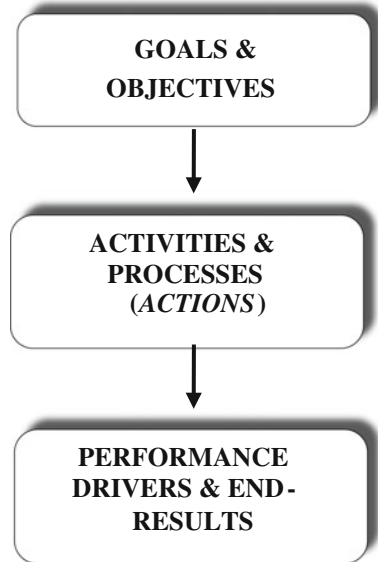 GOALS &
OBJECTIVES
ACTIVITIES &
PROCESSES
(ACTIONS)
PERFORMANCE
DRIVERS & END-
RESULTS